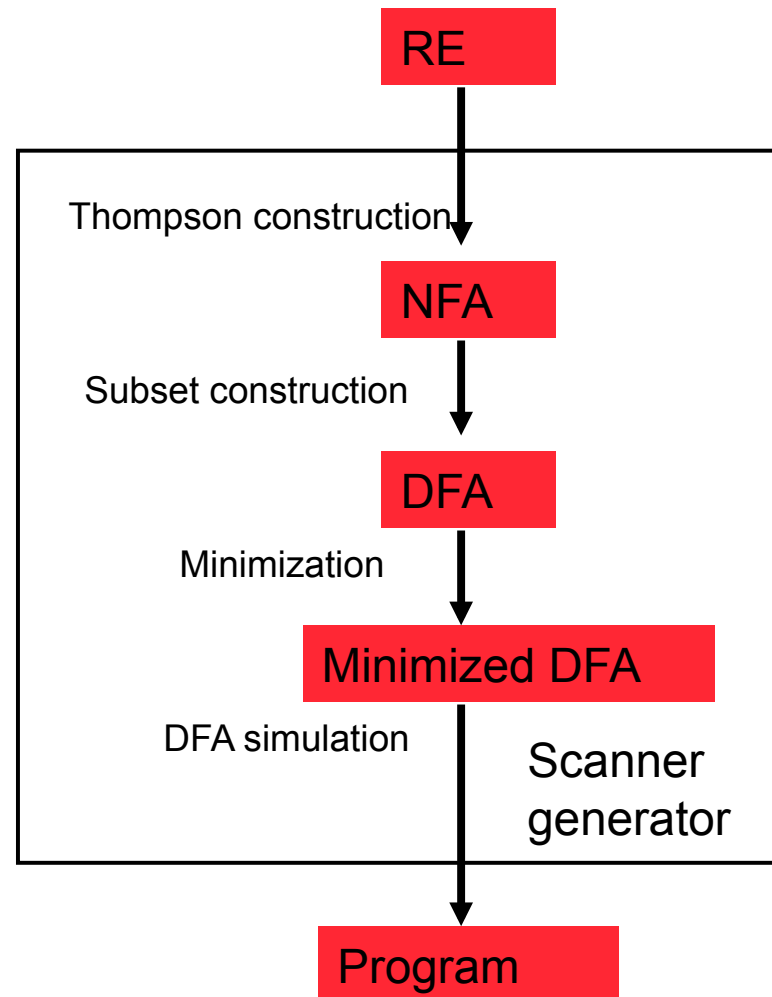 RE
Thompson construction
NFA
Subset construction
DFA
Minimization
Minimized DFA
DFA simulation
Scanner
generator
Program